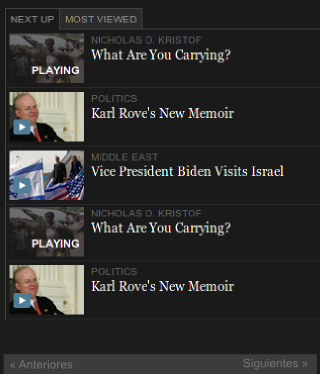 NEXT UP MOST VIEWED
NICHOLAS D. KRISTOF
What Are You Carrying?
PLAYING
POLITICS
Karl Rove's New Memoir
MIDDLE EAST
Vice President Biden Visits Israel
NICHOLAS D. KRISTOF
What Are You Carrying?
PLAYING
POLITICS
Karl Rove's New Memoir
« Anteriores Siguientes »